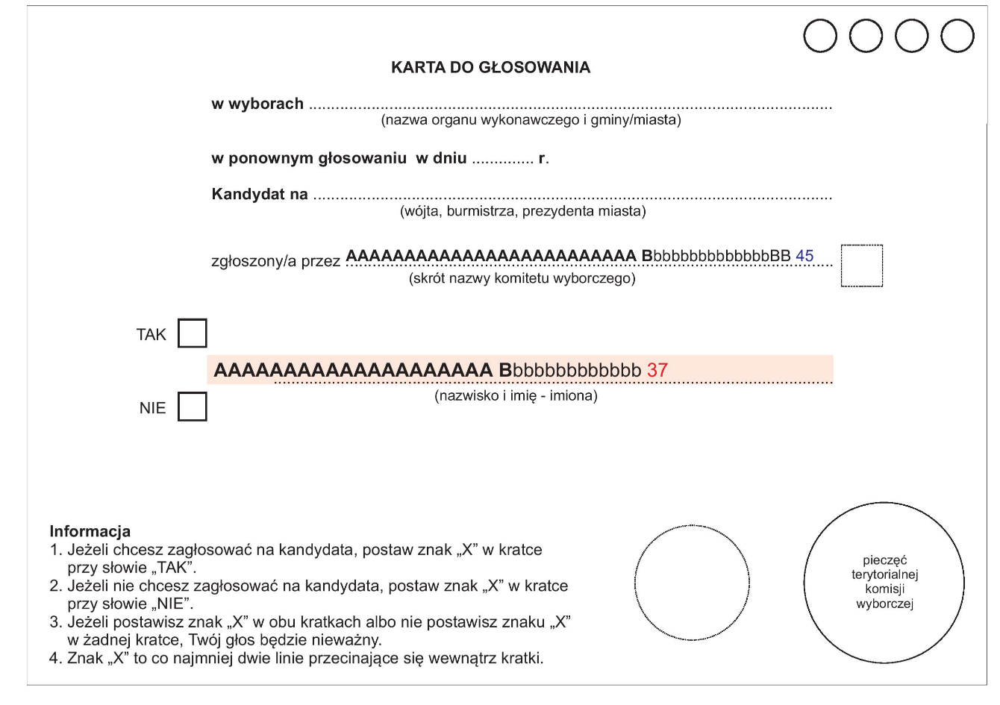 KARTA DO GŁOSOWANIA
w wyborach ........................................................................................................................
(nazwa organu wykonawczego i gminy/miasta)
w ponownym głosowaniu w dniu .............. r.
Kandydat na .......................................................................................................................
(wójta, burmistrza, prezydenta miasta)
zgłoszony/a przez AAAAAAAAAAAAAAAAAAAAAAAAA BbbbbbbbbbbbbbbBB 45
(skrót nazwy komitetu wyborczego)
TAK
AAAAAAAAAAAAAAAAAAAA Bbbbbbbbbbbbb 37
(nazwisko i imię - imiona)
NIE
Informacja
1. Jeżeli chcesz zagłosować na kandydata, postaw znak „X” w kratce
przy słowie „TAK”.
2. Jeżeli nie chcesz zagłosować na kandydata, postaw znak „X” w kratce
przy słowie „NIE”.
3. Jeżeli postawisz znak „X” w obu kratkach albo nie postawisz znaku „X”
w żadnej kratce, Twój głos będzie nieważny.
4. Znak „X” to co najmniej dwie linie przecinające się wewnątrz kratki.
pieczęć
terytorialnej
komisji
wyborczej